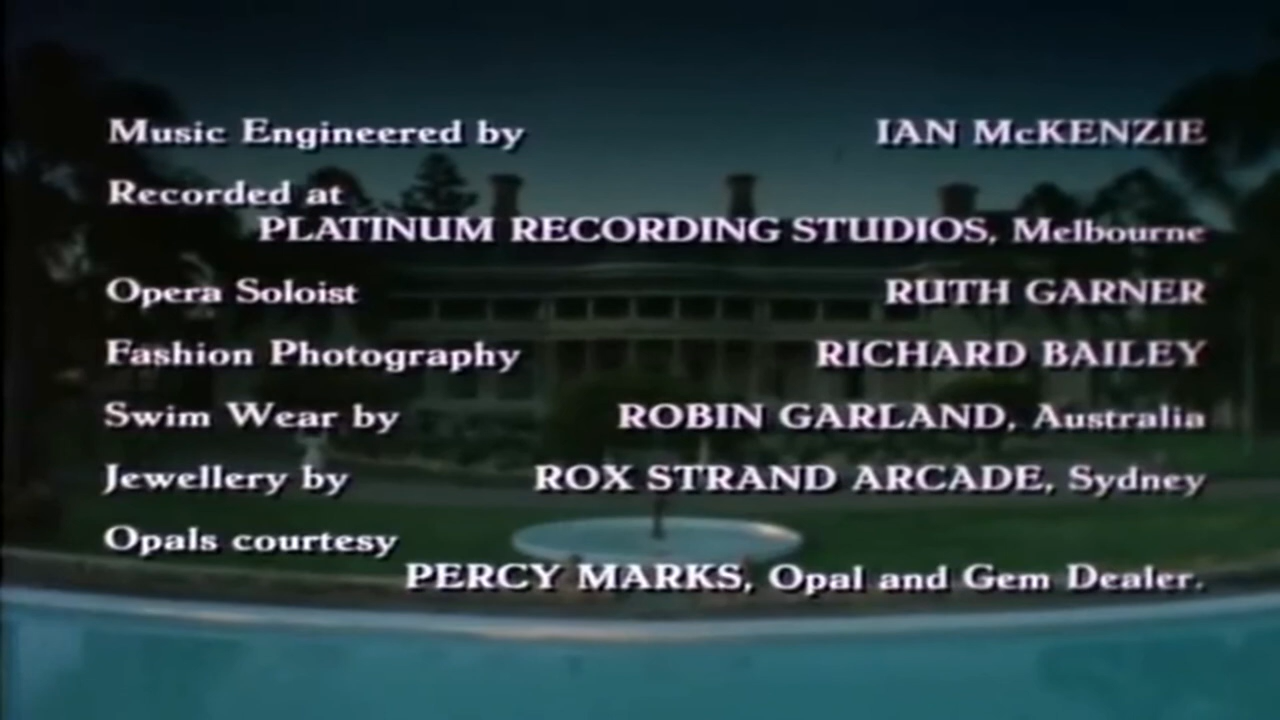 Music Engineered by IAN McKENZIE
Recorded at
PLATINUM RECORDING STUDIOS, Melbourne
Opera Soloist RUTH GARNER
Fashion Photography RICHARD BAILEY
Swim Wear by ROBIN GARLAND, Australia
Jewellery by ROX STRAND ARCADE, Sydney
Opals courtesy
PERCY MARKS, Opal and Gem Dealer.